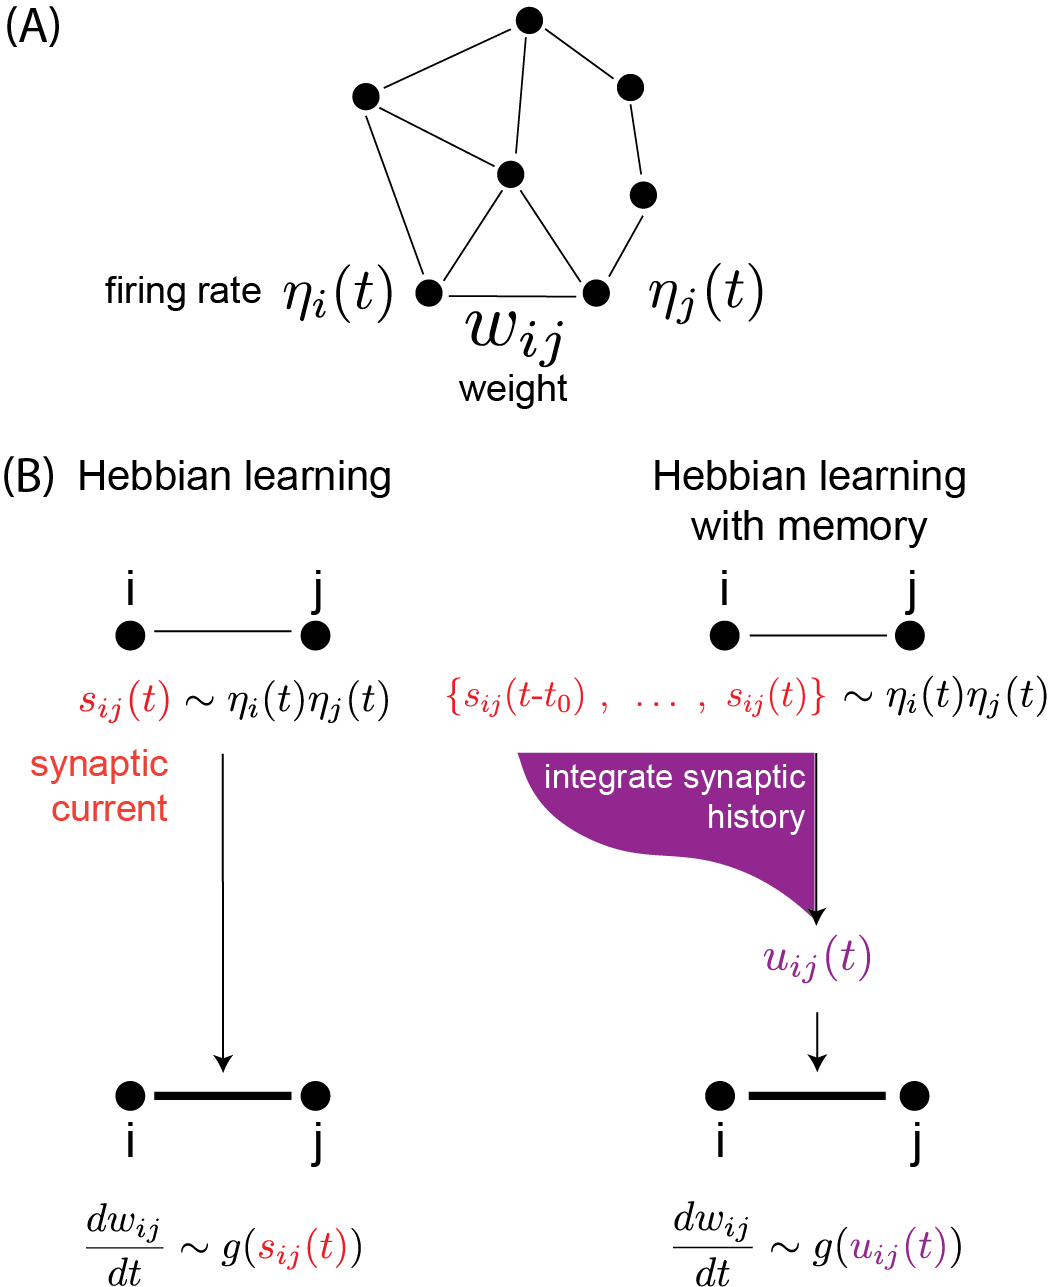 (A)
firing rate ηᵢ(t) ηⱼ(t)
wᵢⱼ
weight
(B) Hebbian learning
Hebbian learning
with memory
i j
i j
sᵢⱼ(t) ~ ηᵢ(t)ηⱼ(t)
{sᵢⱼ(t-t₀) , ... , sᵢⱼ(t)} ~ ηᵢ(t)ηⱼ(t)
synaptic
current
integrate synaptic
history
uᵢⱼ(t)
i j
i j
dwᵢⱼ/dt ~ g(sᵢⱼ(t))
dwᵢⱼ/dt ~ g(uᵢⱼ(t))